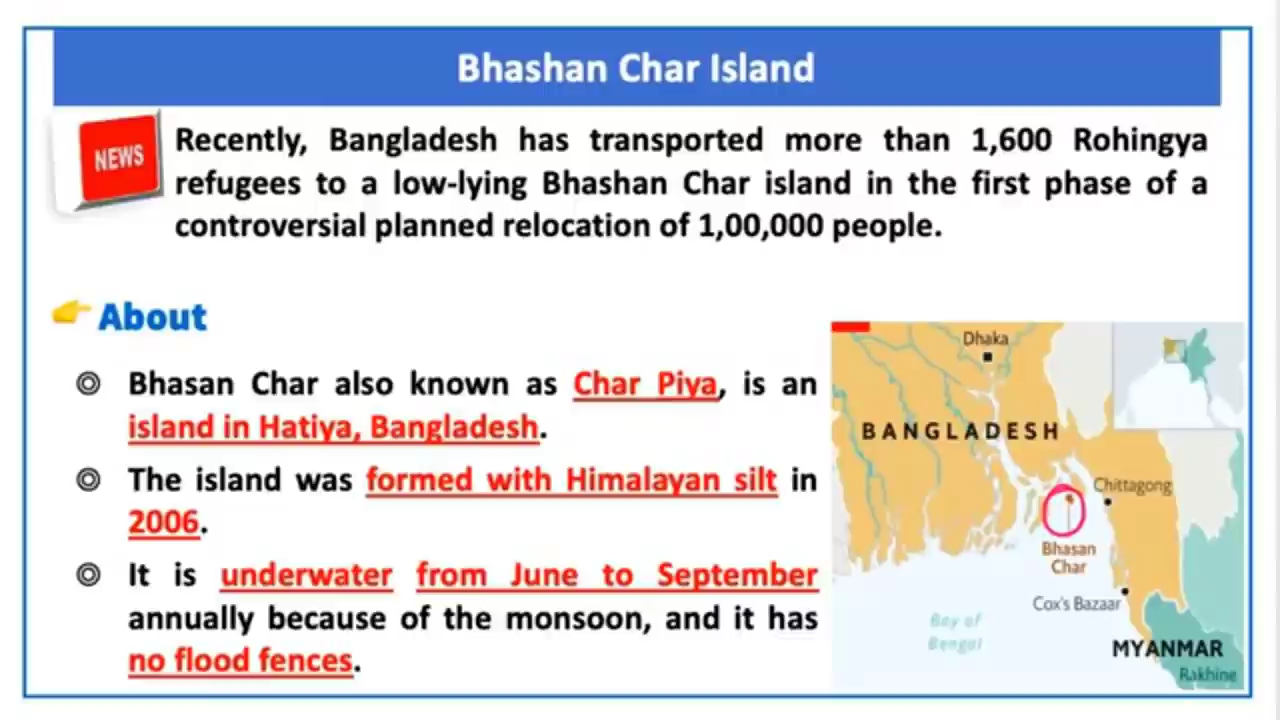 Bhashan Char Island
NEWS
Recently, Bangladesh has transported more than 1,600 Rohingya
refugees to a low-lying Bhashan Char island in the first phase of a
controversial planned relocation of 1,00,000 people.
About
Bhasan Char also known as Char Piya, is an
island in Hatiya, Bangladesh.
The island was formed with Himalayan silt in
2006.
It is underwater from June to September
annually because of the monsoon, and it has
no flood fences.
Dhaka
BANGLADESH
Chittagong
Bhasan
Char
Cox's Bazaar
Bay of
Bengal
MYANMAR
Rakhine